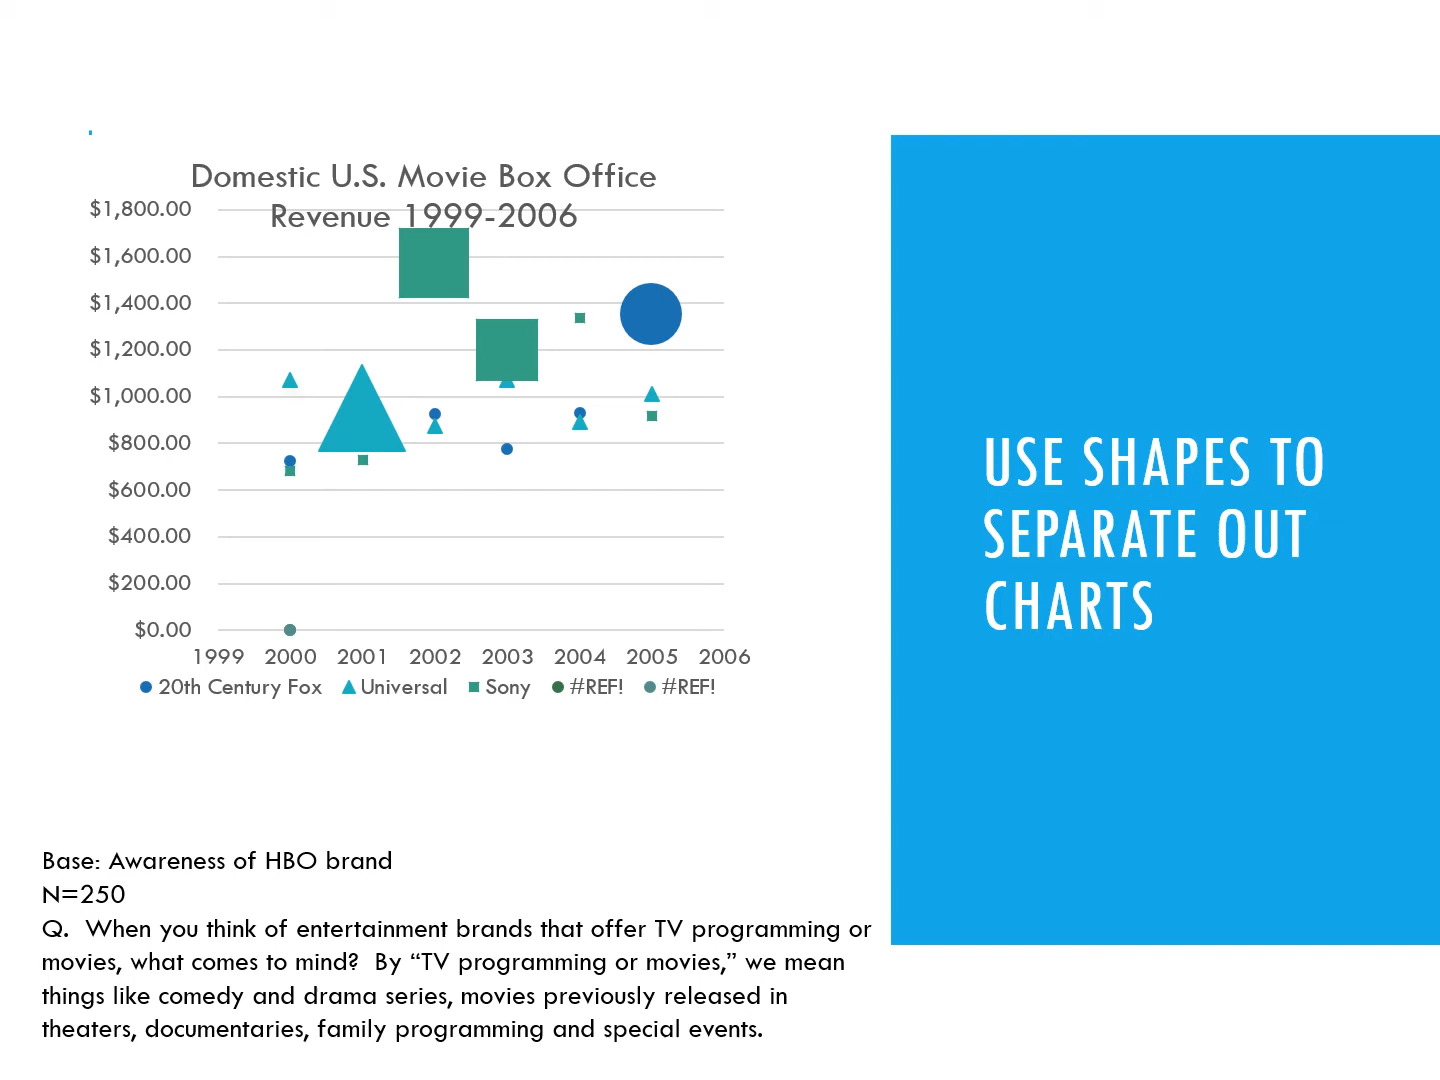 Domestic U.S. Movie Box Office
Revenue 1999-2006
$1,800.00
$1,600.00
$1,400.00
$1,200.00
$1,000.00
$800.00
$600.00
$400.00
$200.00
$0.00
1999 2000 2001 2002 2003 2004 2005 2006
20th Century Fox Universal Sony #REF! #REF!
USE SHAPES TO
SEPARATE OUT
CHARTS
Base: Awareness of HBO brand
N=250
Q.  When you think of entertainment brands that offer TV programming or
movies, what comes to mind?  By “TV programming or movies,” we mean
things like comedy and drama series, movies previously released in
theaters, documentaries, family programming and special events.